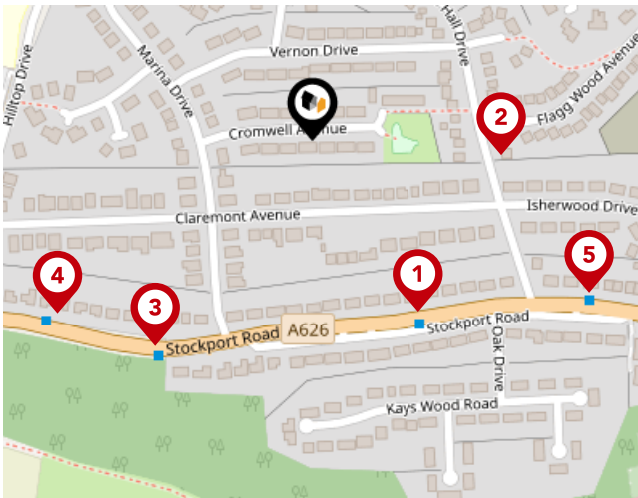 Hilltop Drive
Marina Drive
Vernon Drive
Hall Drive
Flagg Wood Avenue
Cromwell Avenue
2
Claremont Avenue
Isherwood Drive
4
3
1
5
Stockport Road
A626
Stockport Road
Oak Drive
Kays Wood Road